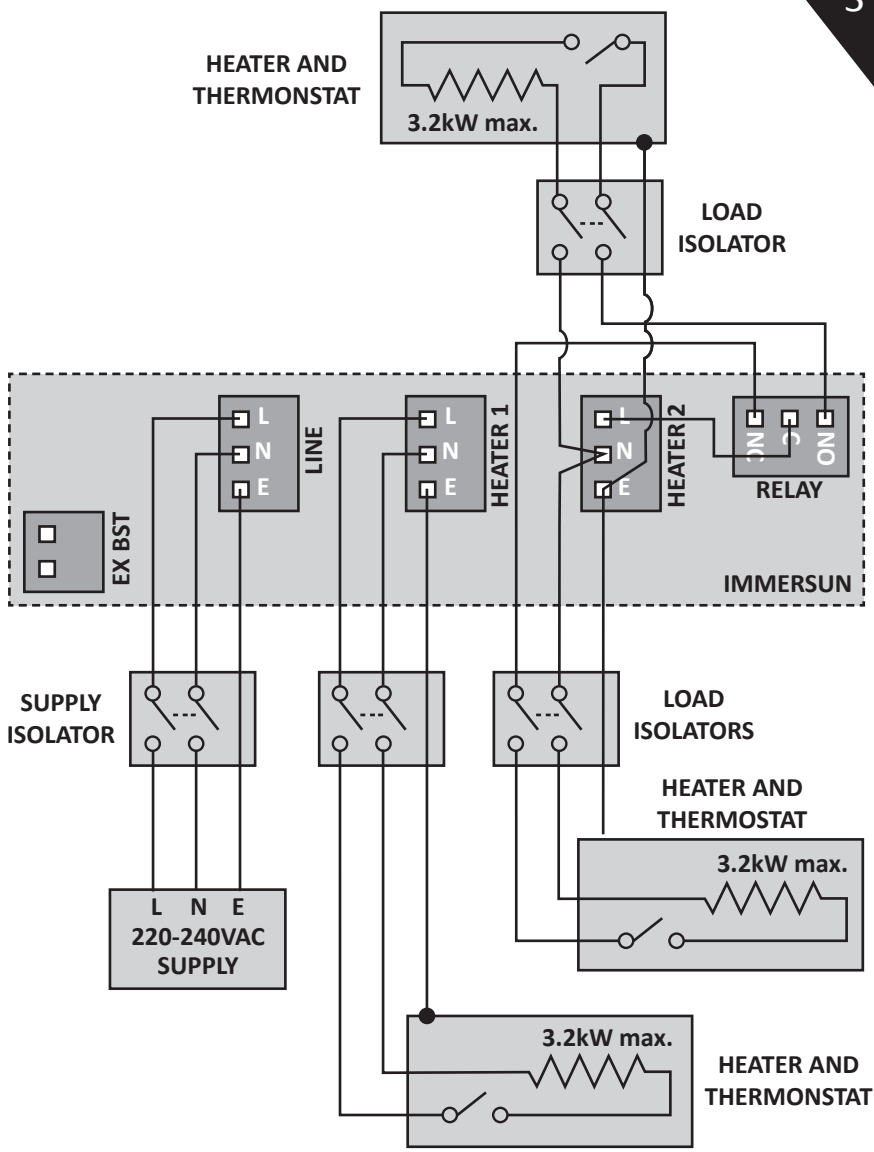 3
HEATER AND
THERMONSTAT
3.2kW max.
LOAD
ISOLATOR
L
N
E
LINE
L
N
E
HEATER 1
L
N
E
HEATER 2
NC
C
NO
RELAY
EX BST
IMMERSUN
SUPPLY
ISOLATOR
LOAD
ISOLATORS
HEATER AND
THERMOSTAT
3.2kW max.
L N E
220-240VAC
SUPPLY
3.2kW max.
HEATER AND
THERMONSTAT